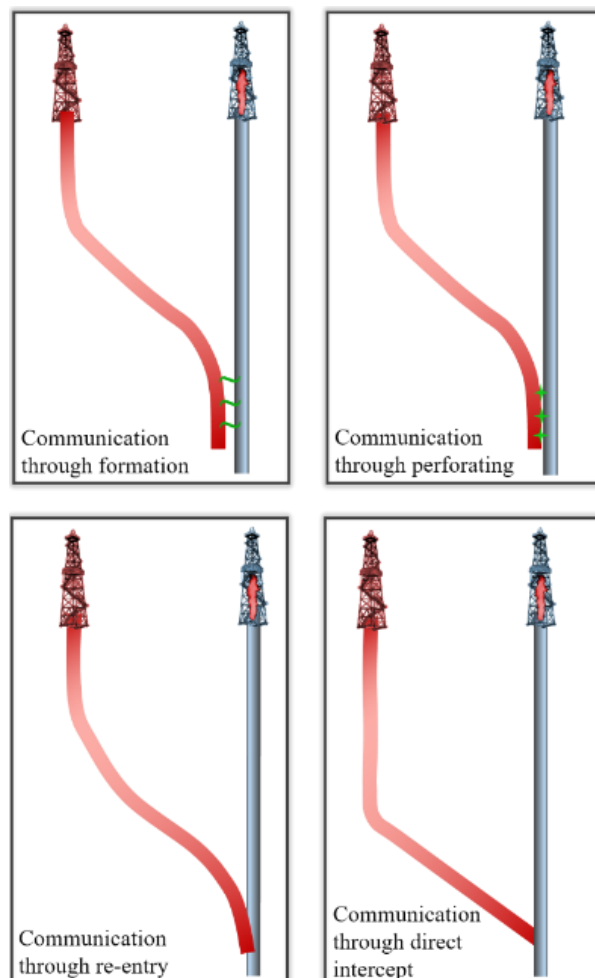 Communication
through formation
Communication
through perforating
Communication
through re-entry
Communication
through direct
intercept